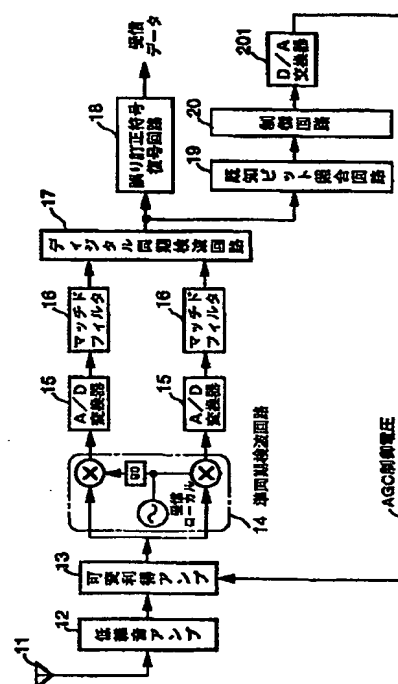 11
12
低雑音アンプ
13
可変利得アンプ
90
受信
ローカル
14 準同期検波回路
15
A/D
変換器
15
A/D
変換器
16
マッチド
フィルタ
16
マッチド
フィルタ
17
ディジタル同期検波回路
18
誤り訂正符号
復号回路
受信
データ
19
既知ビット照合回路
20
制御回路
201
D/A
変換器
AGC制御電圧